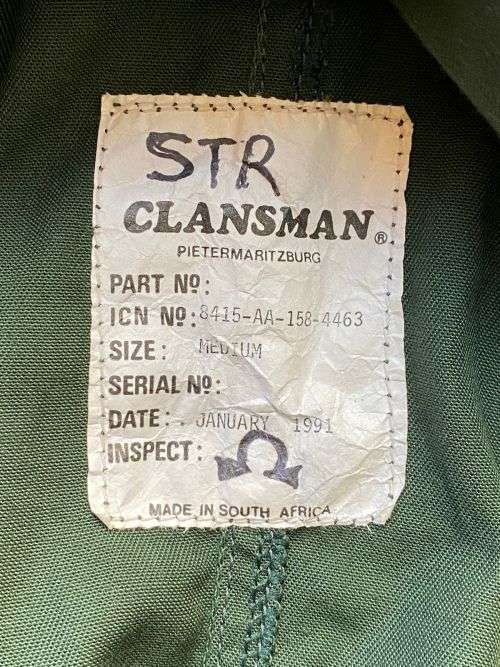 STR
CLANSMAN®
PIETERMARITZBURG
PART Nº:
ICN Nº: 8415-AA-158-4463
SIZE: MEDIUM
SERIAL Nº:
DATE: JANUARY 1991
INSPECT:
MADE IN SOUTH AFRICA